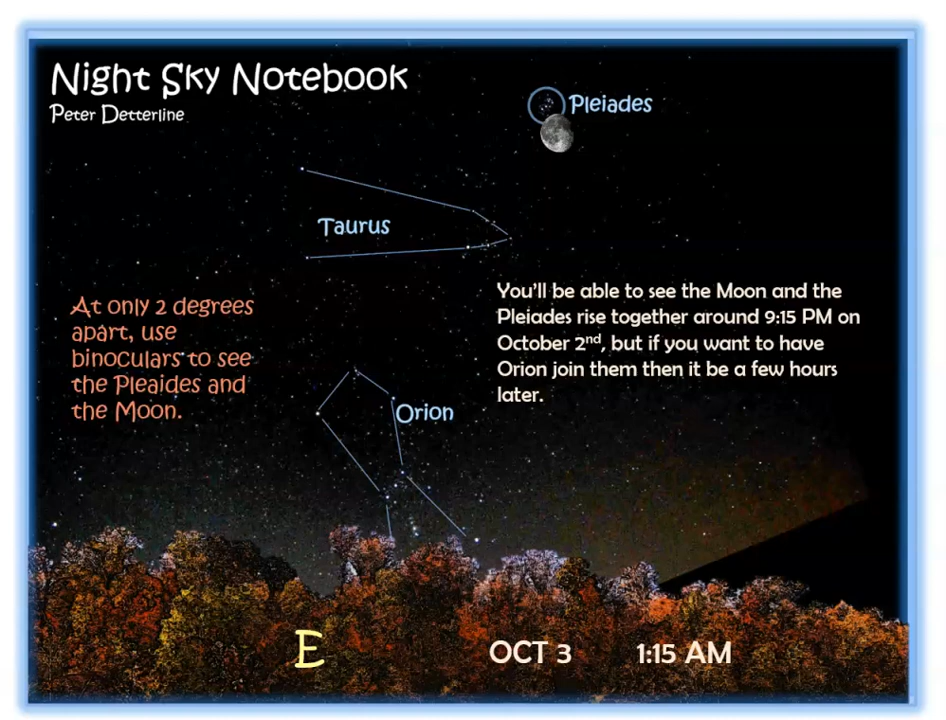 Night Sky Notebook
Peter Detterline
Pleiades
Taurus
At only 2 degrees
apart, use
binoculars to see
the Pleaides and
the Moon.
You'll be able to see the Moon and the
Pleiades rise together around 9:15 PM on
October 2nd, but if you want to have
Orion join them then it be a few hours
later.
Orion
E
OCT 3 1:15 AM